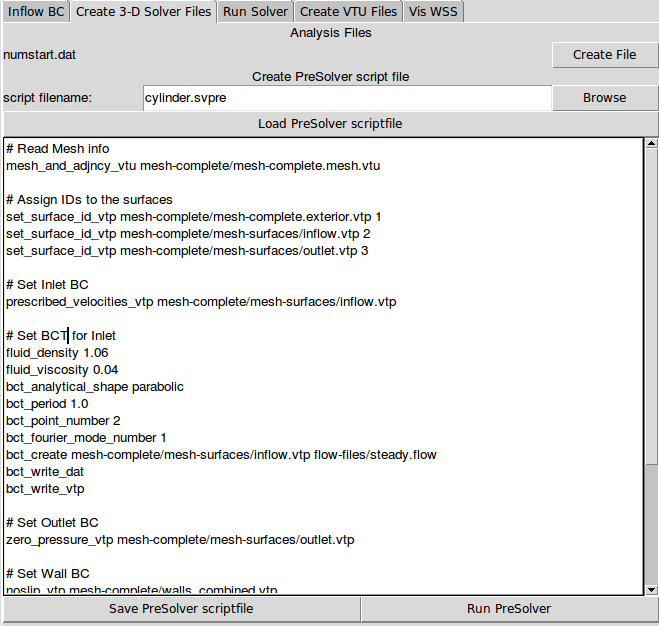 Inflow BC Create 3-D Solver Files Run Solver Create VTU Files Vis WSS
Analysis Files
numstart.dat Create File
Create PreSolver script file
script filename: cylinder.svpre Browse
Load PreSolver scriptfile
# Read Mesh info
mesh_and_adjncy_vtu mesh-complete/mesh-complete.mesh.vtu
# Assign IDs to the surfaces
set_surface_id_vtp mesh-complete/mesh-complete.exterior.vtp 1
set_surface_id_vtp mesh-complete/mesh-surfaces/inflow.vtp 2
set_surface_id_vtp mesh-complete/mesh-surfaces/outlet.vtp 3
# Set Inlet BC
prescribed_velocities_vtp mesh-complete/mesh-surfaces/inflow.vtp
# Set BCT for Inlet
fluid_density 1.06
fluid_viscosity 0.04
bct_analytical_shape parabolic
bct_period 1.0
bct_point_number 2
bct_fourier_mode_number 1
bct_create mesh-complete/mesh-surfaces/inflow.vtp flow-files/steady.flow
bct_write_dat
bct_write_vtp
# Set Outlet BC
zero_pressure_vtp mesh-complete/mesh-surfaces/outlet.vtp
# Set Wall BC
noslip_vtp mesh-complete/walls_combined.vtp
Save PreSolver scriptfile Run PreSolver